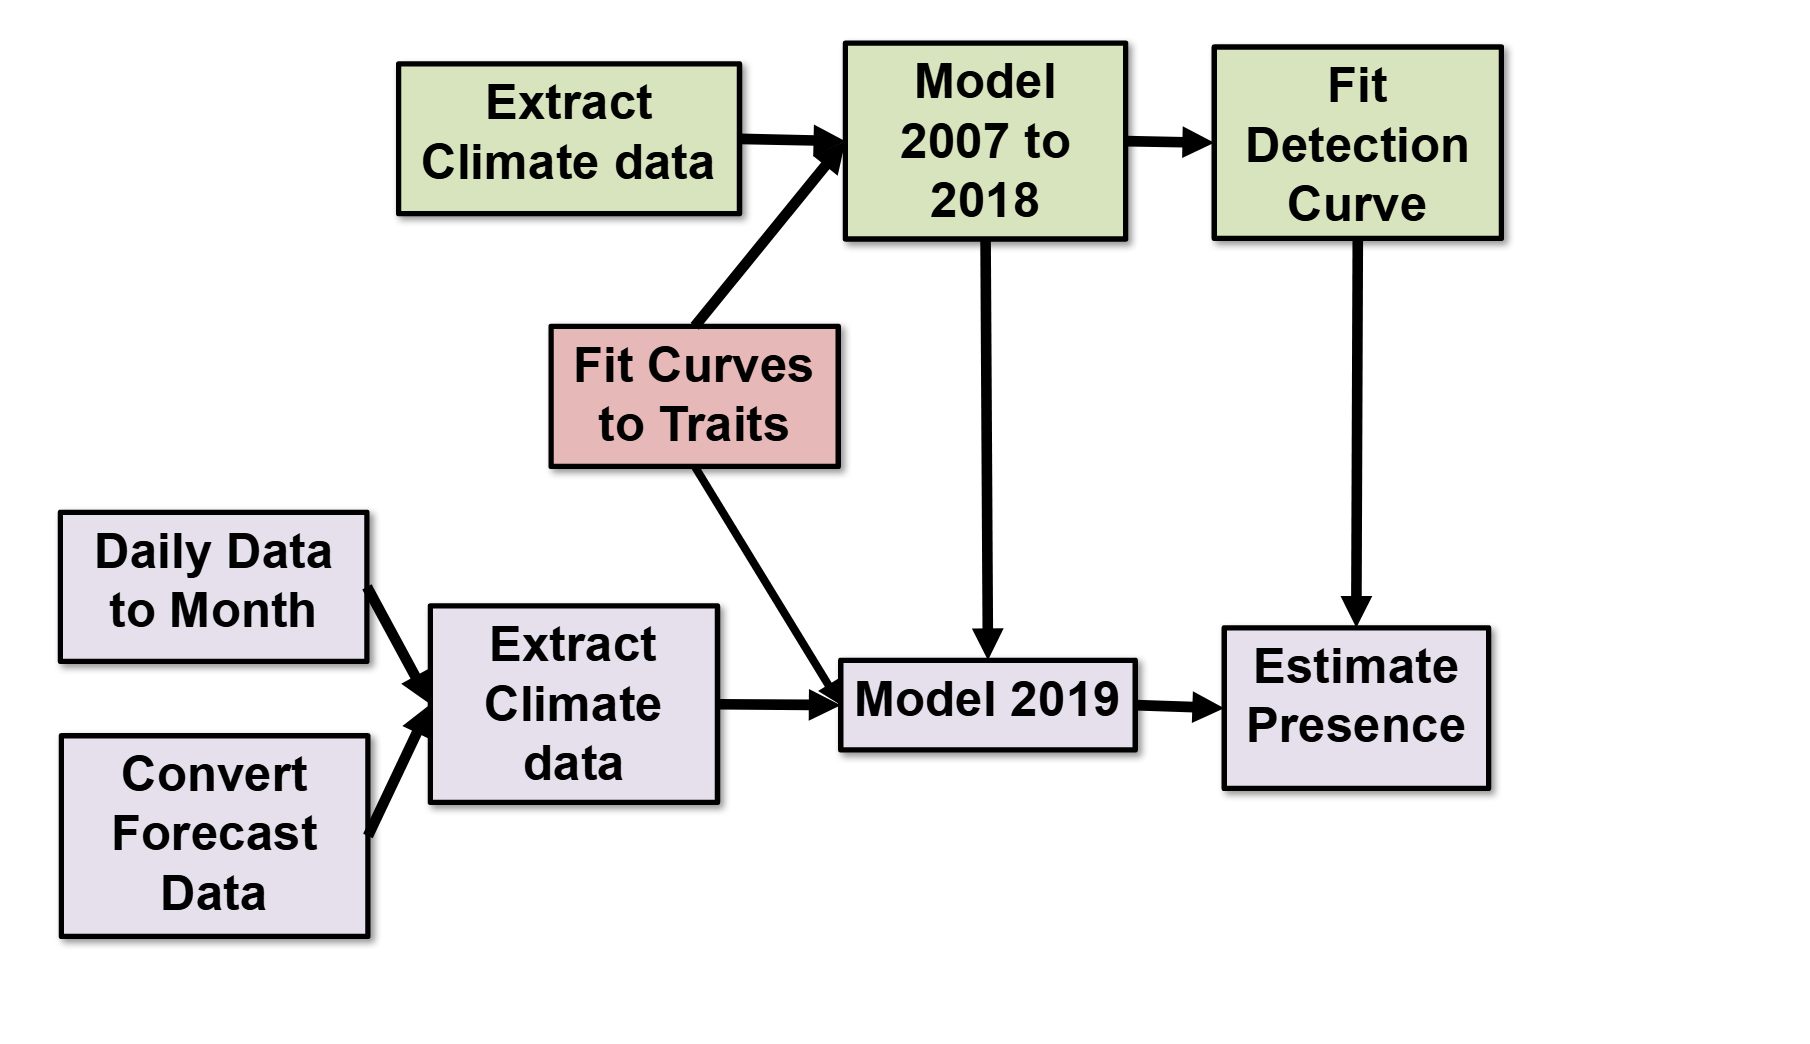 Extract
Climate data
Model
2007 to
2018
Fit
Detection
Curve
Fit Curves
to Traits
Daily Data
to Month
Convert
Forecast
Data
Extract
Climate
data
Model 2019
Estimate
Presence